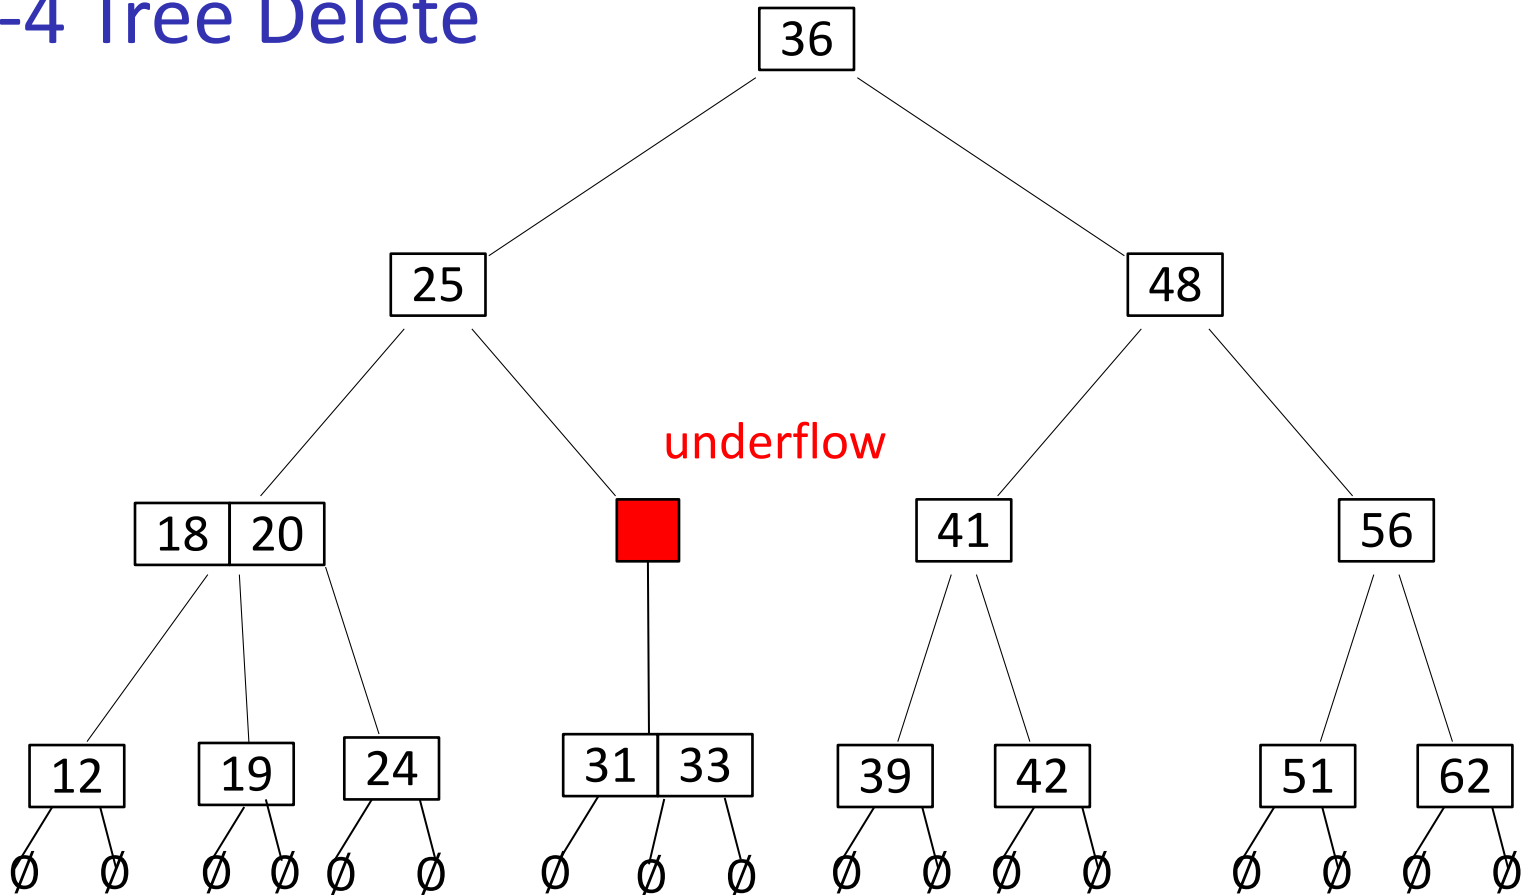 -4 Tree Delete
36
25 48
underflow
18 20 41 56
12 19 24 31 33 39 42 51 62
Ø Ø Ø Ø Ø Ø Ø Ø Ø Ø Ø Ø Ø Ø Ø Ø Ø